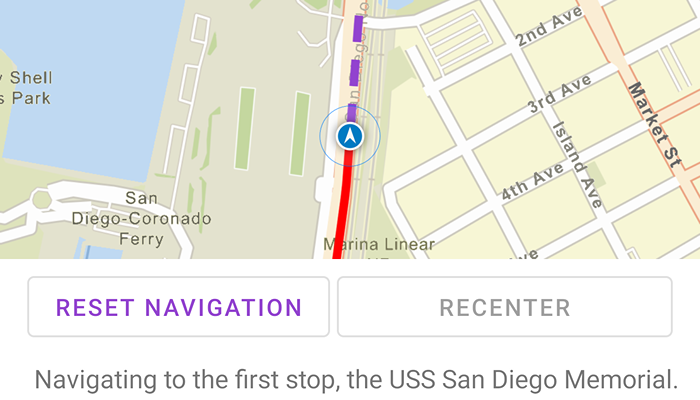 2nd Ave
y Shell
s Park
3rd Ave
Market St
Island Ave
4th Ave
San
Diego-Coronado
Ferry
Marina Linear
RESET NAVIGATION
RECENTER
Navigating to the first stop, the USS San Diego Memorial.